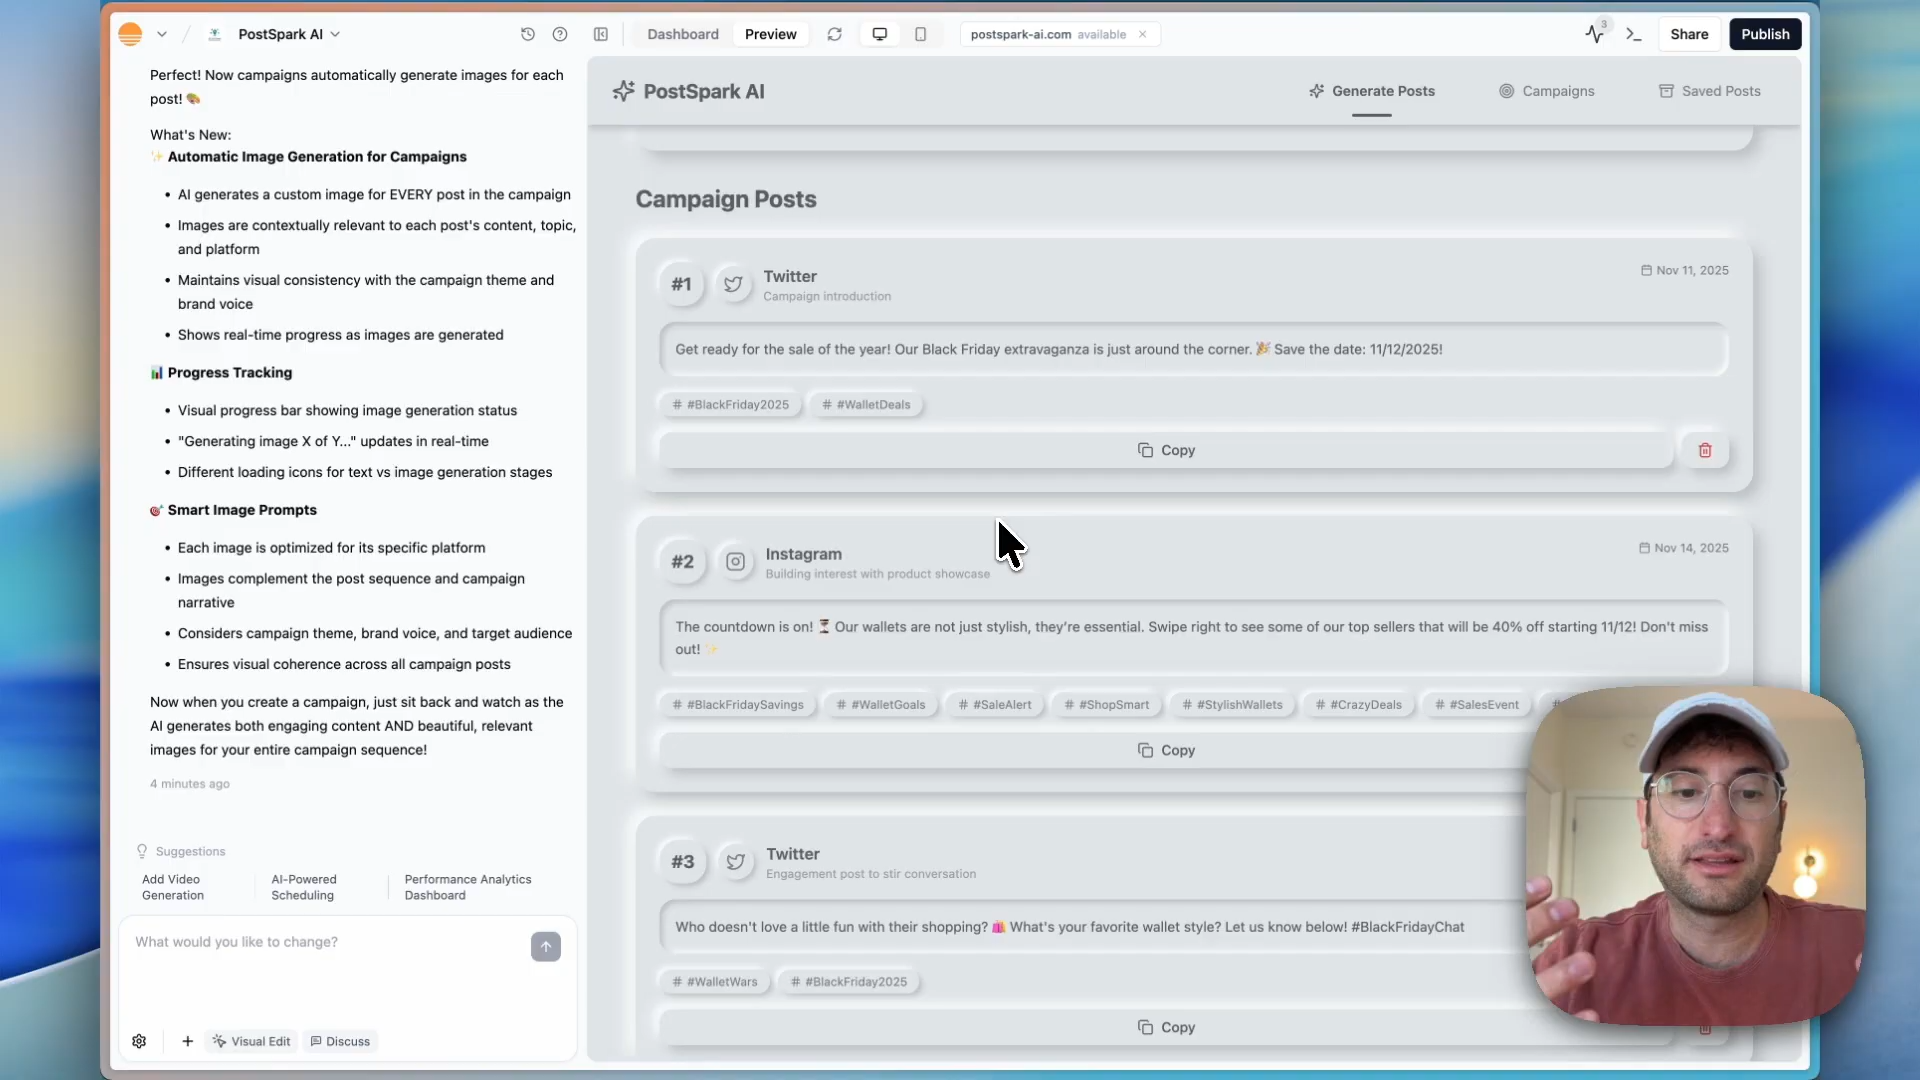 PostSpark AI
Dashboard
Preview
postspark-ai.com available
3
Share
Publish
Perfect! Now campaigns automatically generate images for each
post! 🎨
What's New:
✨ Automatic Image Generation for Campaigns
• AI generates a custom image for EVERY post in the campaign
• Images are contextually relevant to each post's content, topic,
and platform
• Maintains visual consistency with the campaign theme and
brand voice
• Shows real-time progress as images are generated
📊 Progress Tracking
• Visual progress bar showing image generation status
• "Generating image X of Y..." updates in real-time
• Different loading icons for text vs image generation stages
🎯 Smart Image Prompts
• Each image is optimized for its specific platform
• Images complement the post sequence and campaign
narrative
• Considers campaign theme, brand voice, and target audience
• Ensures visual coherence across all campaign posts
Now when you create a campaign, just sit back and watch as the
AI generates both engaging content AND beautiful, relevant
images for your entire campaign sequence!
4 minutes ago
Suggestions
Add Video
Generation
AI-Powered
Scheduling
Performance Analytics
Dashboard
What would you like to change?
Visual Edit
Discuss
PostSpark AI
Generate Posts
Campaigns
Saved Posts
Campaign Posts
#1
Twitter
Campaign introduction
Nov 11, 2025
Get ready for the sale of the year! Our Black Friday extravaganza is just around the corner. 🎉 Save the date: 11/12/2025!
# #BlackFriday2025
# #WalletDeals
Copy
#2
Instagram
Building interest with product showcase
Nov 14, 2025
The countdown is on! ⏳ Our wallets are not just stylish, they're essential. Swipe right to see some of our top sellers that will be 40% off starting 11/12! Don't miss
out! ✨
# #BlackFridaySavings
# #WalletGoals
# #SaleAlert
# #ShopSmart
# #StylishWallets
# #CrazyDeals
# #SalesEvent
#
Copy
#3
Twitter
Engagement post to stir conversation
Who doesn't love a little fun with their shopping? 🛍️ What's your favorite wallet style? Let us know below! #BlackFridayChat
# #WalletWars
# #BlackFriday2025
Copy